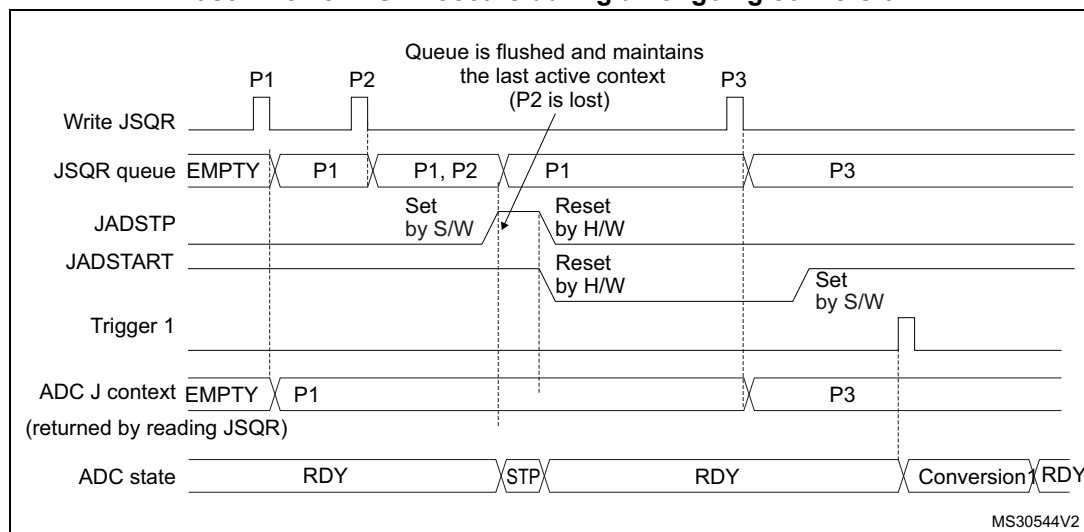 Queue is flushed and maintains
the last active context
(P2 is lost)
P1
P2
P3
Write JSQR
JSQR queue
EMPTY
P1
P1, P2
P1
P3
Set
by S/W
Reset
by H/W
JADSTP
JADSTART
Reset
by H/W
Set
by S/W
Trigger 1
ADC J context
(returned by reading JSQR)
EMPTY
P1
P3
ADC state
RDY
STP
RDY
Conversion1
RDY
MS30544V2